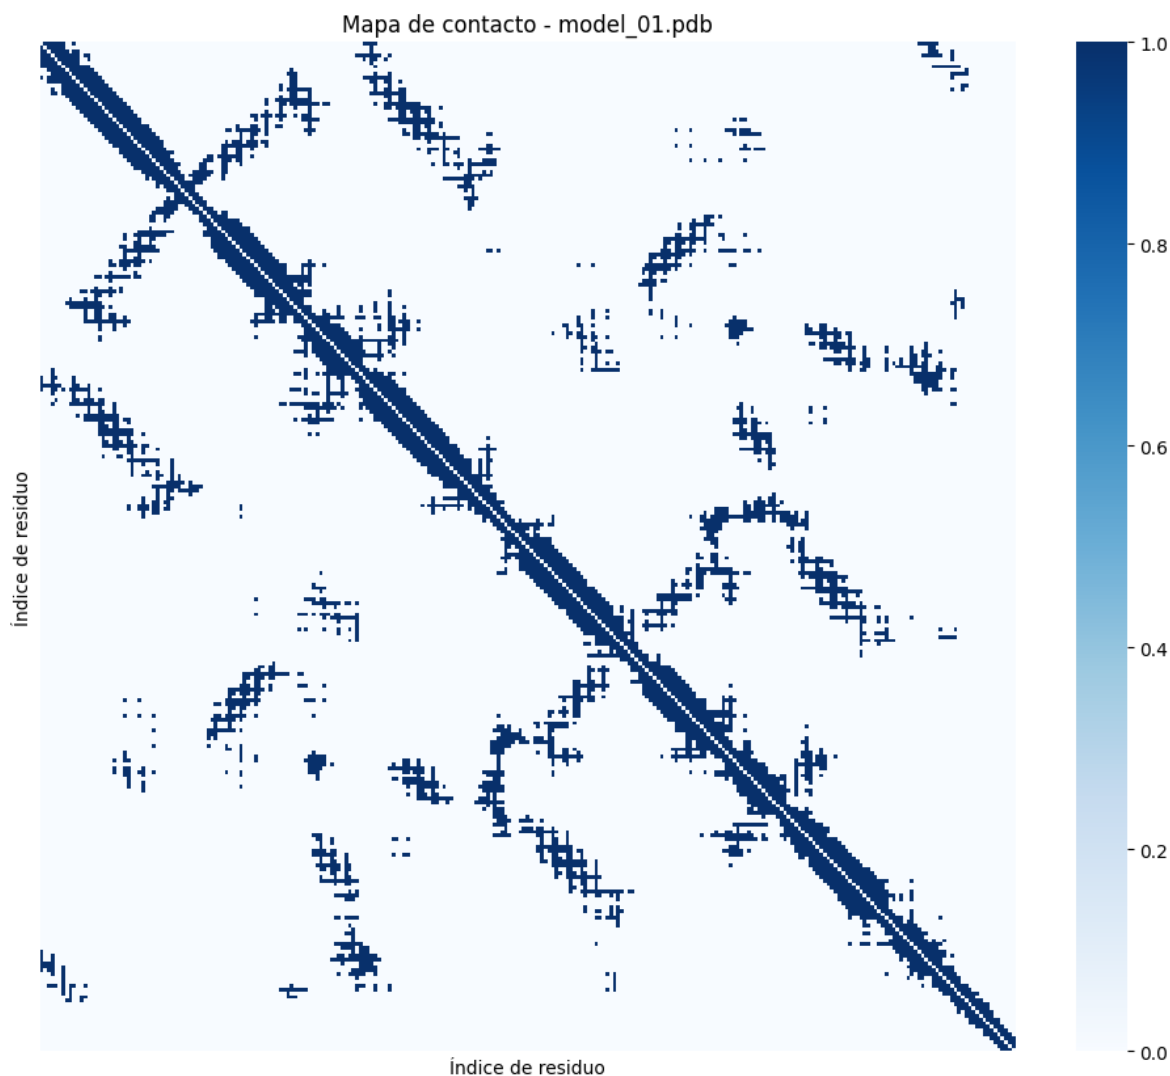 Mapa de contacto - model_01.pdb
1.0
0.8
0.6
0.4
0.2
0.0
Índice de residuo
Índice de residuo